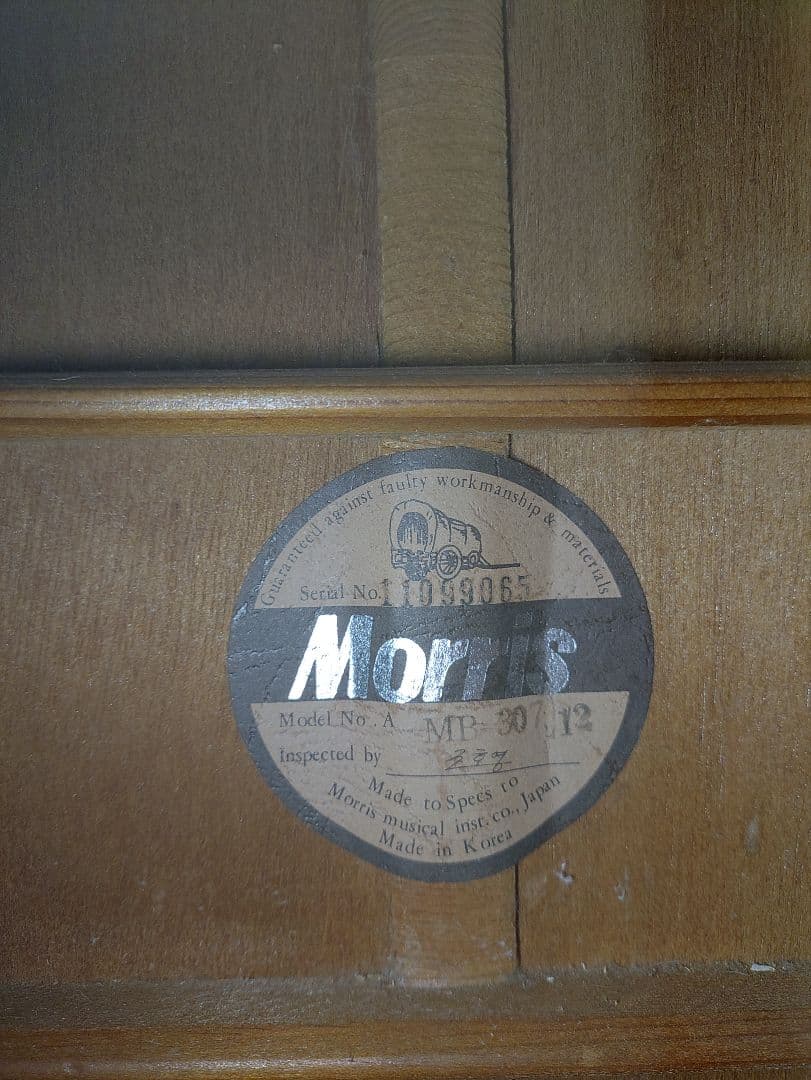 Guaranteed against faulty workmanship & materials
Serial No. 11099065
Morris
Model No. A MB-307.12
Inspected by
Made to Specs to
Morris musical inst. co., Japan
Made in Korea